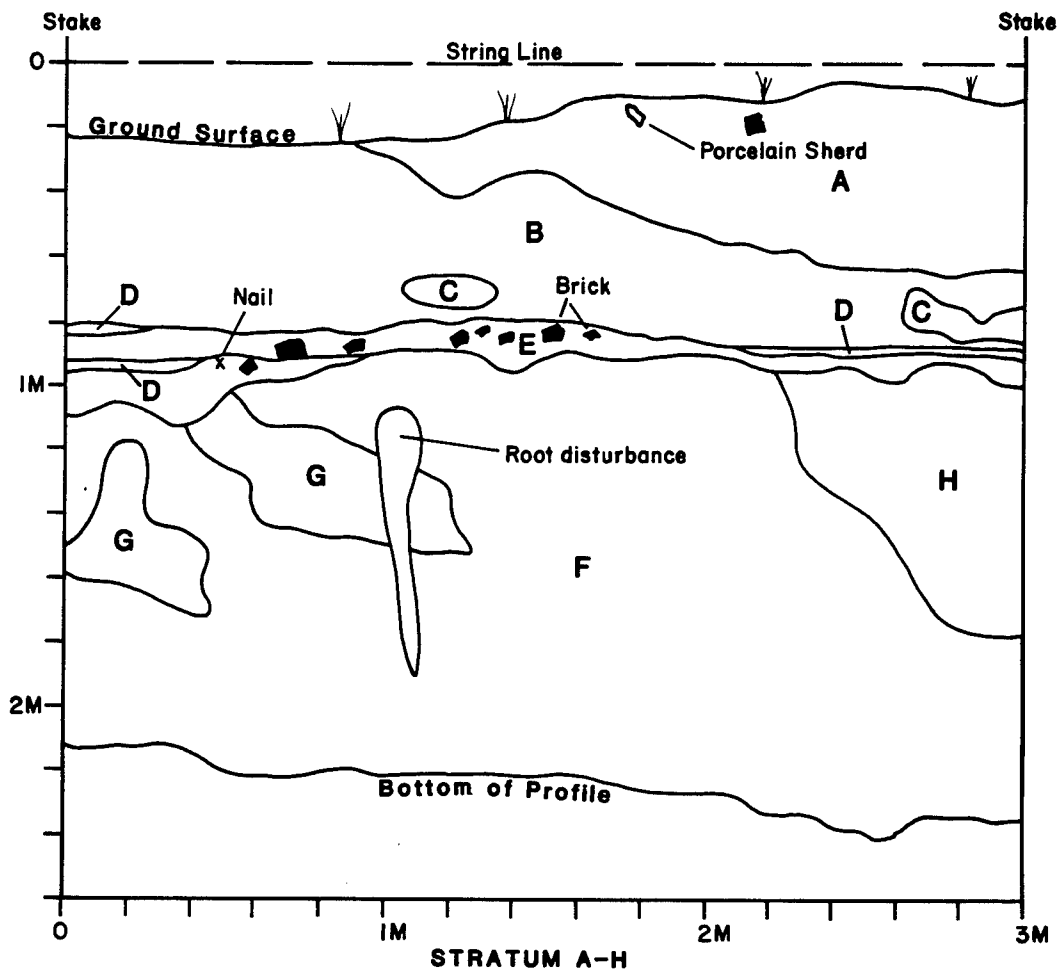 Stake
Stake
0
String Line
Ground Surface
Porcelain Sherd
A
B
C
D
Nail
Brick
D
C
E
1M
D
Root disturbance
G
H
G
F
2M
Bottom of Profile
0
1M
2M
3M
STRATUM A-H